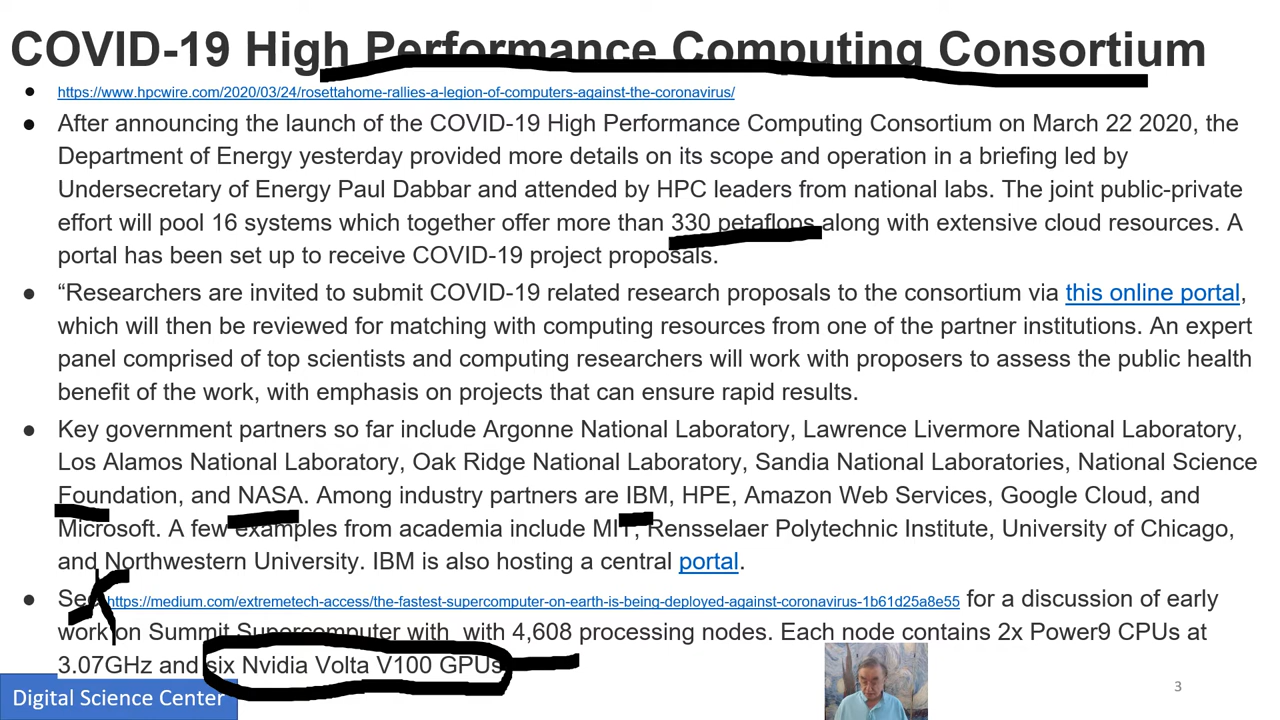 COVID-19 High Performance Computing Consortium
https://www.hpcwire.com/2020/03/24/rosettahome-rallies-a-legion-of-computers-against-the-coronavirus/
After announcing the launch of the COVID-19 High Performance Computing Consortium on March 22 2020, the
Department of Energy yesterday provided more details on its scope and operation in a briefing led by
Undersecretary of Energy Paul Dabbar and attended by HPC leaders from national labs. The joint public-private
effort will pool 16 systems which together offer more than 330 petaflops along with extensive cloud resources. A
portal has been set up to receive COVID-19 project proposals.
“Researchers are invited to submit COVID-19 related research proposals to the consortium via this online portal,
which will then be reviewed for matching with computing resources from one of the partner institutions. An expert
panel comprised of top scientists and computing researchers will work with proposers to assess the public health
benefit of the work, with emphasis on projects that can ensure rapid results.
Key government partners so far include Argonne National Laboratory, Lawrence Livermore National Laboratory,
Los Alamos National Laboratory, Oak Ridge National Laboratory, Sandia National Laboratories, National Science
Foundation, and NASA. Among industry partners are IBM, HPE, Amazon Web Services, Google Cloud, and
Microsoft. A few examples from academia include MIT, Rensselaer Polytechnic Institute, University of Chicago,
and Northwestern University. IBM is also hosting a central portal.
See https://medium.com/extremetech-access/the-fastest-supercomputer-on-earth-is-being-deployed-against-coronavirus-1b61d25a8e55 for a discussion of early
work on Summit Supercomputer with  with 4,608 processing nodes. Each node contains 2x Power9 CPUs at
3.07GHz and six Nvidia Volta V100 GPUs
Digital Science Center
3